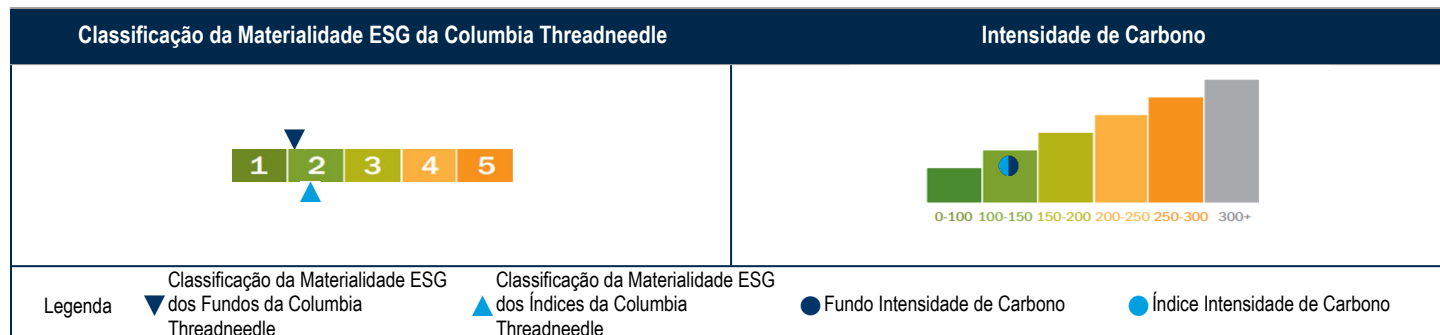 Classificação da Materialidade ESG da Columbia Threadneedle
Intensidade de Carbono
1 2 3 4 5
0-100 100-150 150-200 200-250 250-300 300+
Legenda
Classificação da Materialidade ESG
dos Fundos da Columbia
Threadneedle
Classificação da Materialidade ESG
dos Índices da Columbia
Threadneedle
Fundo Intensidade de Carbono
Índice Intensidade de Carbono